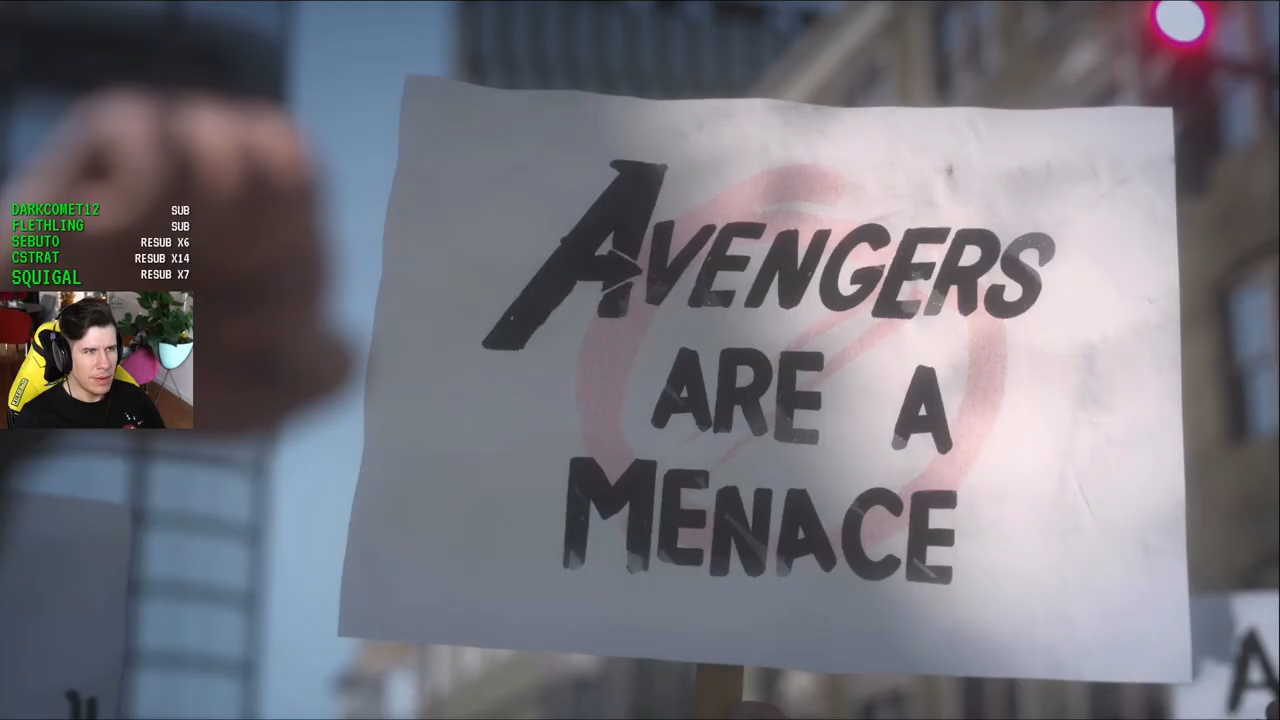 DARKCOMET12 SUB
FLETHLING SUB
SEBUTO RESUB X6
CSTRAT RESUB X14
SQUIGAL RESUB X7
AVENGERS
ARE A
MENACE
A